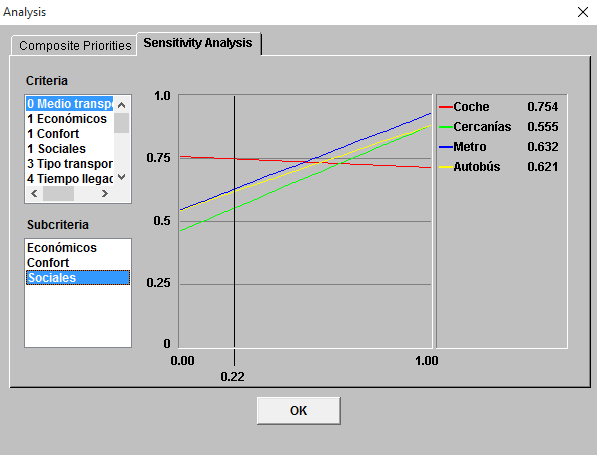 Analysis
Composite Priorities
Sensitivity Analysis
Criteria
0 Medio transpo
1 Económicos
1 Confort
1 Sociales
3 Tipo transpor
4 Tiempo llegac
Subcriteria
Económicos
Confort
Sociales
1.0
0.75
0.5
0.25
0
0.00
1.00
0.22
Coche 0.754
Cercanías 0.555
Metro 0.632
Autobús 0.621
OK